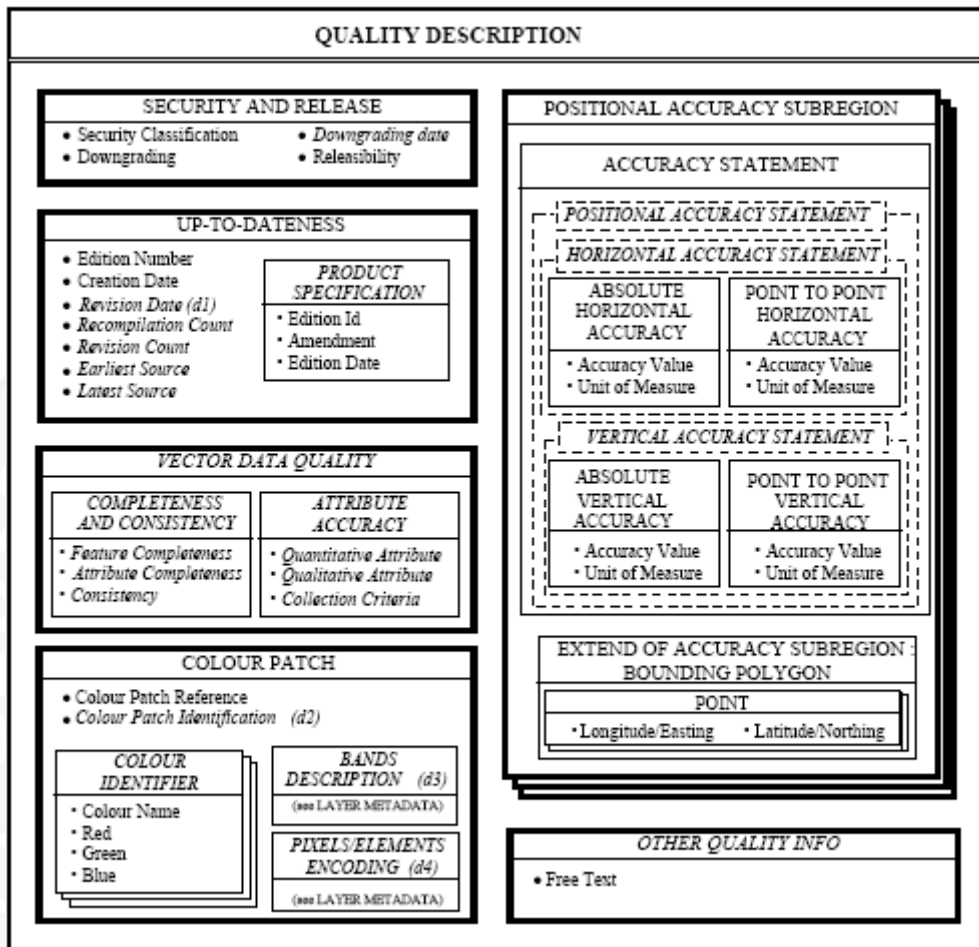 QUALITY DESCRIPTION
SECURITY AND RELEASE
• Security Classification
• Downgrading
• Downgrading date
• Releasibility
UP-TO-DATENESS
• Edition Number
• Creation Date
• Revision Date (d1)
• Recompilation Count
• Revision Count
• Earliest Source
• Latest Source
PRODUCT
SPECIFICATION
• Edition Id
• Amendment
• Edition Date
VECTOR DATA QUALITY
COMPLETENESS
AND CONSISTENCY
• Feature Completeness
• Attribute Completeness
• Consistency
ATTRIBUTE
ACCURACY
• Quantitative Attribute
• Qualitative Attribute
• Collection Criteria
COLOUR PATCH
• Colour Patch Reference
• Colour Patch Identification (d2)
COLOUR
IDENTIFIER
• Colour Name
• Red
• Green
• Blue
BANDS
DESCRIPTION (d3)
(see LAYER METADATA)
PIXELS/ELEMENTS
ENCODING (d4)
(see LAYER METADATA)
POSITIONAL ACCURACY SUBREGION
ACCURACY STATEMENT
POSITIONAL ACCURACY STATEMENT
HORIZONTAL ACCURACY STATEMENT
ABSOLUTE
HORIZONTAL
ACCURACY
• Accuracy Value
• Unit of Measure
POINT TO POINT
HORIZONTAL
ACCURACY
• Accuracy Value
• Unit of Measure
VERTICAL ACCURACY STATEMENT
ABSOLUTE
VERTICAL
ACCURACY
• Accuracy Value
• Unit of Measure
POINT TO POINT
VERTICAL
ACCURACY
• Accuracy Value
• Unit of Measure
EXTEND OF ACCURACY SUBREGION :
BOUNDING POLYGON
POINT
• Longitude/Easting • Latitude/Northing
OTHER QUALITY INFO
• Free Text